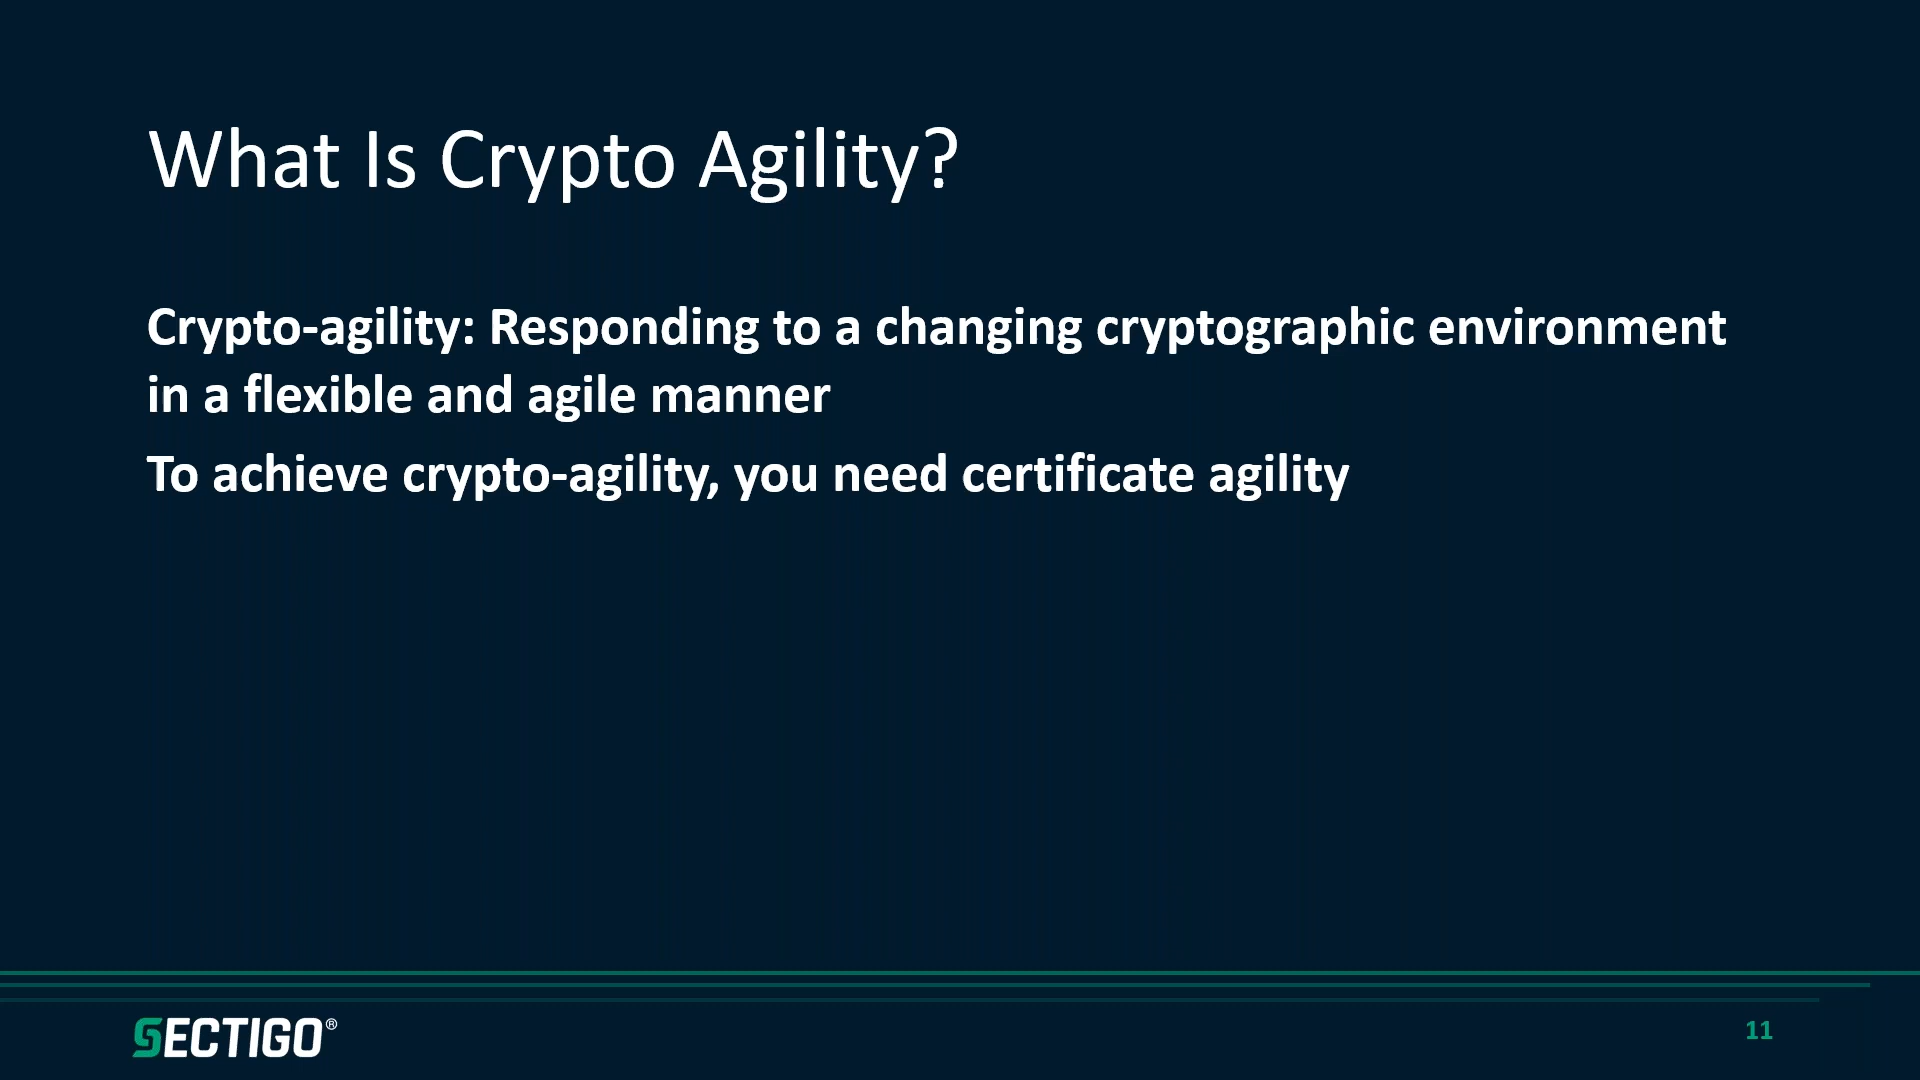 What Is Crypto Agility?
Crypto-agility: Responding to a changing cryptographic environment
in a flexible and agile manner
To achieve crypto-agility, you need certificate agility
SECTIGO®
11